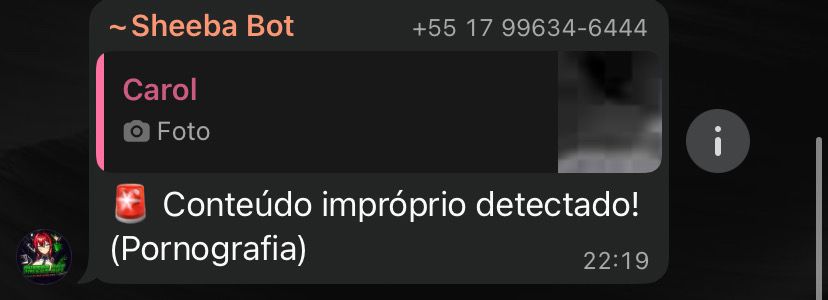 ~Sheeba Bot +55 17 99634-6444
Carol
Foto
🚨 Conteúdo impróprio detectado!
(Pornografia)
22:19